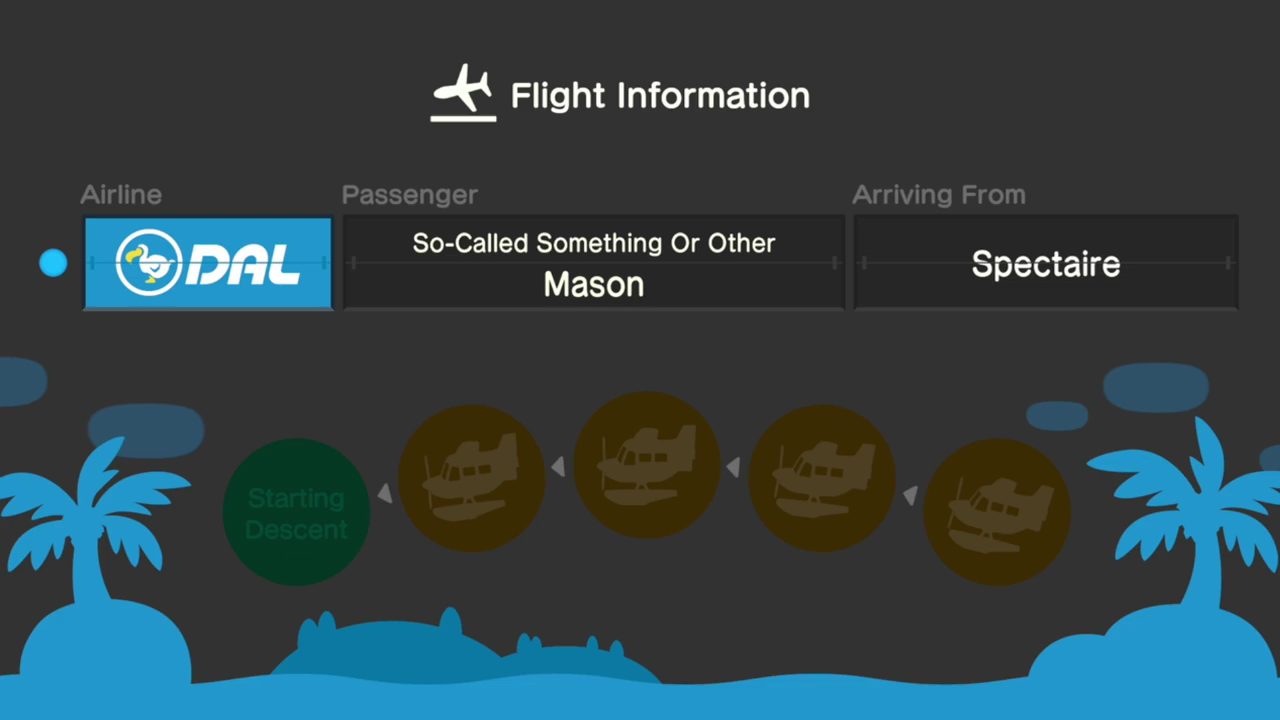 Flight Information
Airline
Passenger
Arriving From
DAL
So-Called Something Or Other
Mason
Spectaire
Starting
Descent